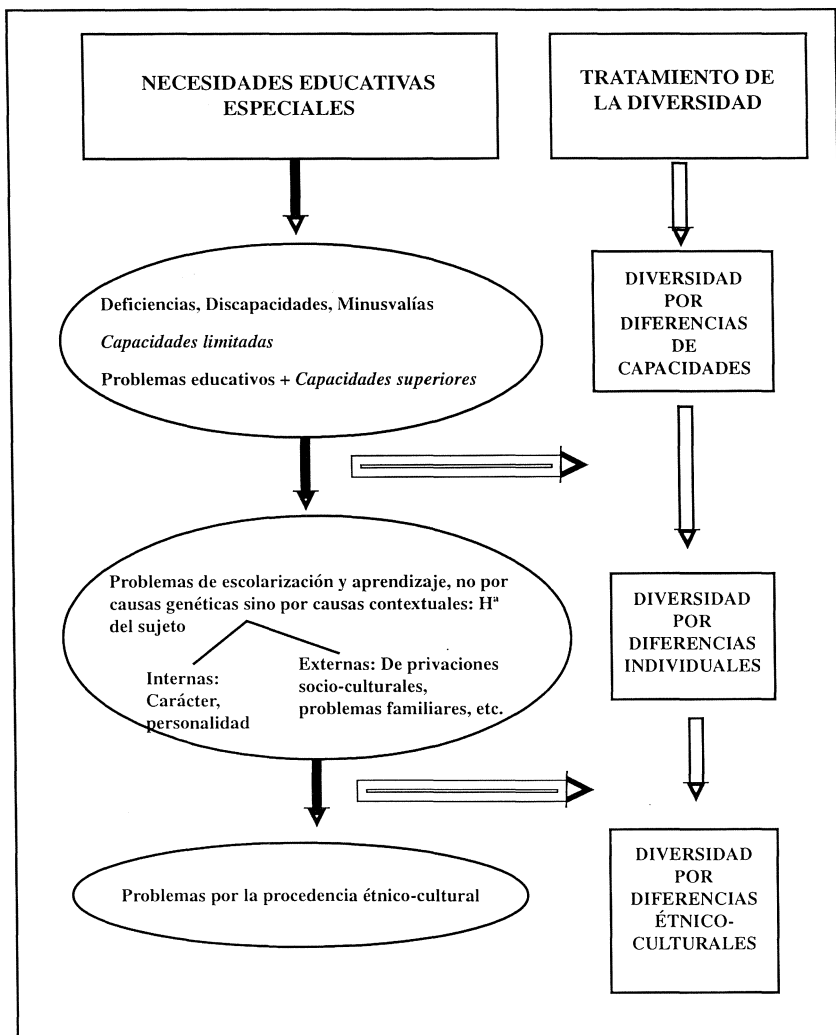 NECESIDADES EDUCATIVAS
ESPECIALES
TRATAMIENTO DE
LA DIVERSIDAD
Deficiencias, Discapacidades, Minusvalías
Capacidades limitadas
Problemas educativos + Capacidades superiores
DIVERSIDAD
POR
DIFERENCIAS
DE
CAPACIDADES
Problemas de escolarización y aprendizaje, no por
causas genéticas sino por causas contextuales: Hª
del sujeto
Internas:
Carácter,
personalidad
Externas: De privaciones
socio-culturales,
problemas familiares, etc.
DIVERSIDAD
POR
DIFERENCIAS
INDIVIDUALES
Problemas por la procedencia étnico-cultural
DIVERSIDAD
POR
DIFERENCIAS
ÉTNICO-
CULTURALES